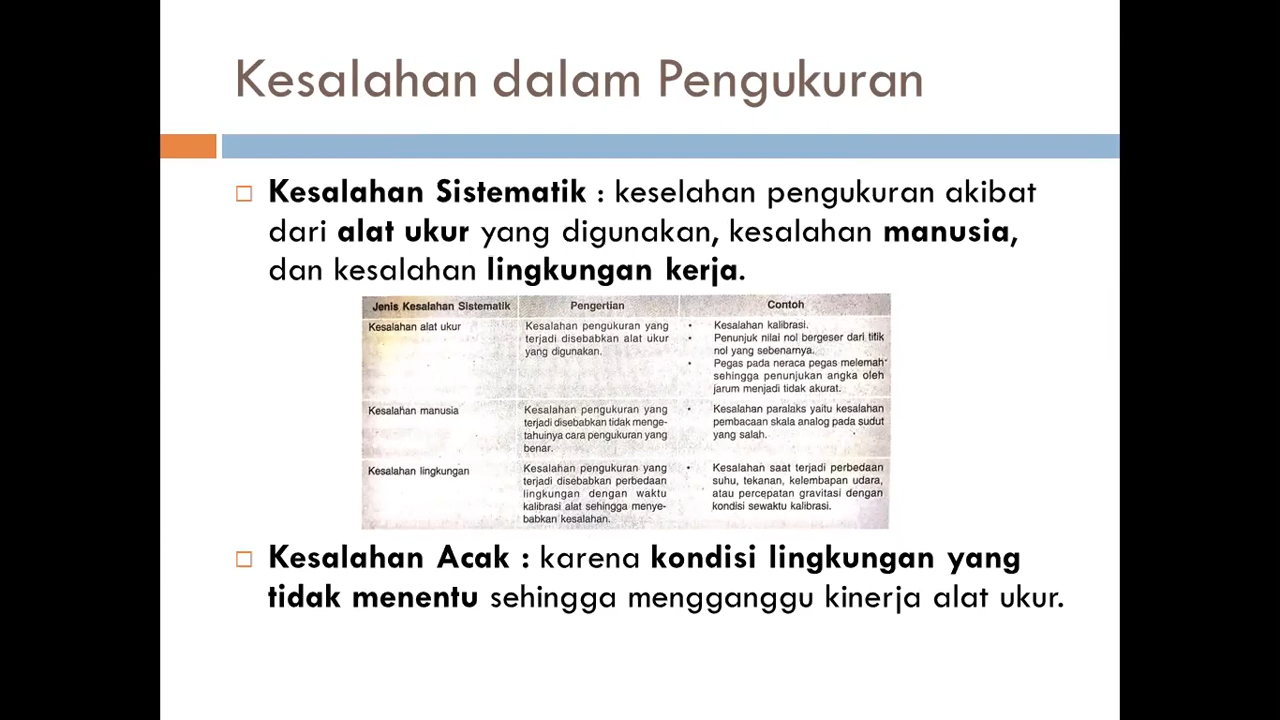 Kesalahan dalam Pengukuran
Kesalahan Sistematik : keselahan pengukuran akibat
dari alat ukur yang digunakan, kesalahan manusia,
dan kesalahan lingkungan kerja.
Jenis Kesalahan Sistematik Pengertian Contoh
Kesalahan alat ukur
Kesalahan pengukuran yang
terjadi disebabkan alat ukur
yang digunakan.
• Kesalahan kalibrasi.
• Penunjuk nilai nol bergeser dari titik
nol yang sebenarnya.
• Pegas pada neraca pegas melemah
sehingga penunjukan angka oleh
jarum menjadi tidak akurat.
Kesalahan manusia
Kesalahan pengukuran yang
terjadi disebabkan tidak menge-
tahuinya cara pengukuran yang
benar.
• Kesalahan paralaks yaitu kesalahan
pembacaan skala analog pada sudut
yang salah.
Kesalahan lingkungan
Kesalahan pengukuran yang
terjadi disebabkan perbedaan
lingkungan dengan waktu
kalibrasi alat sehingga menye-
babkan kesalahan.
• Kesalahan saat terjadi perbedaan
suhu, tekanan, kelembapan udara,
atau percepatan gravitasi dengan
kondisi sewaktu kalibrasi.
Kesalahan Acak : karena kondisi lingkungan yang
tidak menentu sehingga mengganggu kinerja alat ukur.